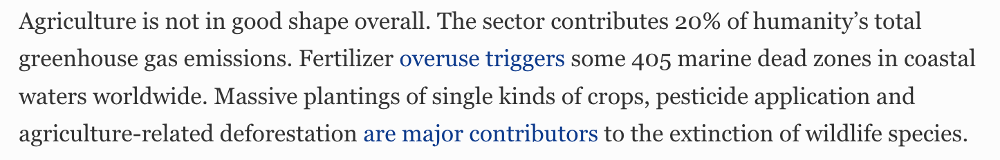 Agriculture is not in good shape overall. The sector contributes 20% of humanity’s total
greenhouse gas emissions. Fertilizer overuse triggers some 405 marine dead zones in coastal
waters worldwide. Massive plantings of single kinds of crops, pesticide application and
agriculture-related deforestation are major contributors to the extinction of wildlife species.